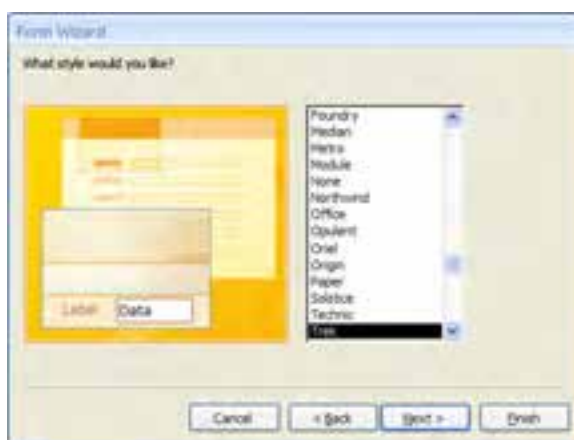 Form Wizard
What style would you like?
Label Data
Foundry
Median
Metro
Module
None
Northwind
Office
Opulent
Oriel
Origin
Paper
Solstice
Technic
Trek
Cancel
< Back
Next >
Finish